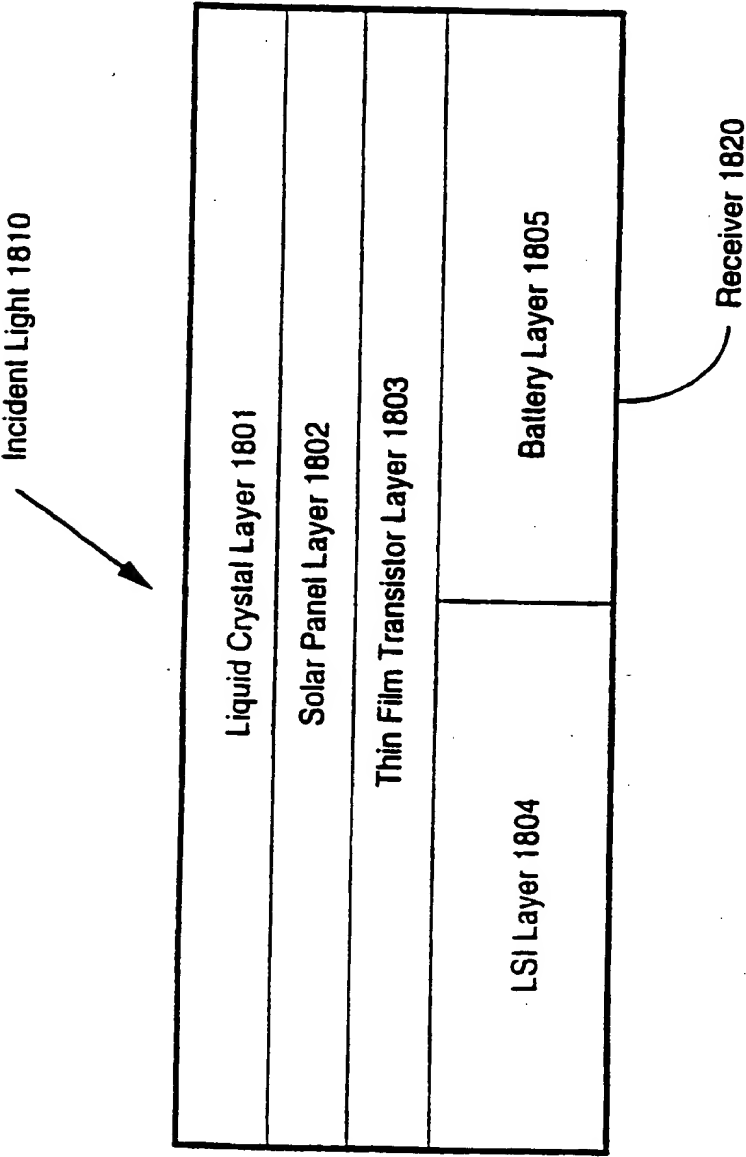 Incident Light 1810
Liquid Crystal Layer 1801
Solar Panel Layer 1802
Thin Film Transistor Layer 1803
LSI Layer 1804
Battery Layer 1805
Receiver 1820